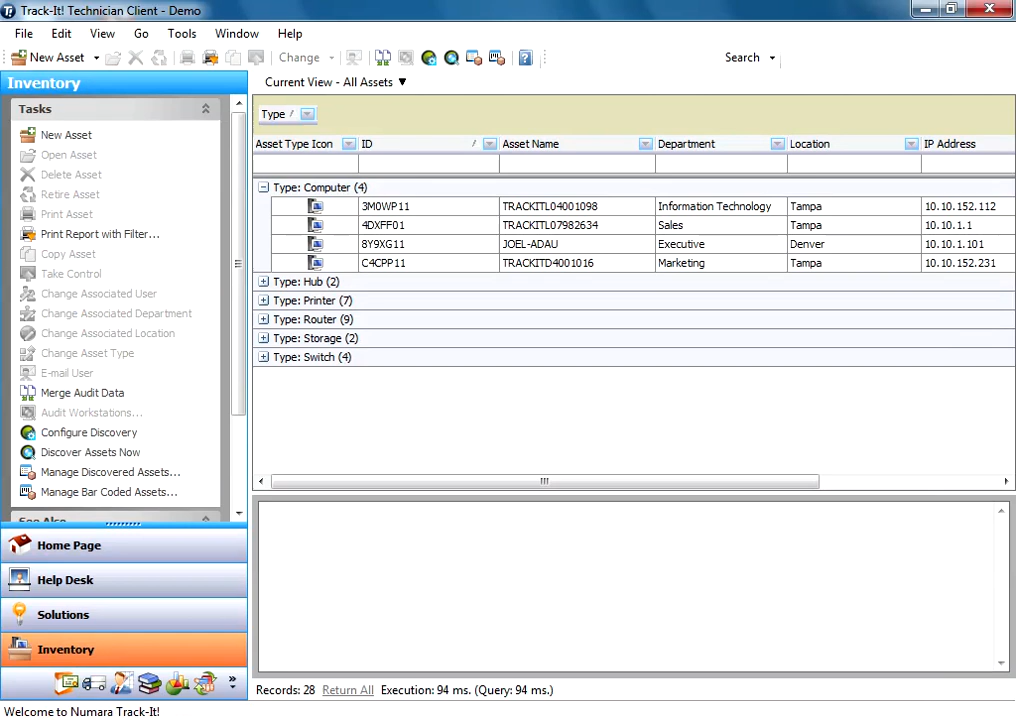 Track-It! Technician Client - Demo
File Edit View Go Tools Window Help
New Asset Change Search
Inventory
Current View - All Assets
Tasks
New Asset
Open Asset
Delete Asset
Retire Asset
Print Asset
Print Report with Filter...
Copy Asset
Take Control
Change Associated User
Change Associated Department
Change Associated Location
Change Asset Type
E-mail User
Merge Audit Data
Audit Workstations...
Configure Discovery
Discover Assets Now
Manage Discovered Assets...
Manage Bar Coded Assets...
See Also
Home Page
Help Desk
Solutions
Inventory
Type /
Asset Type Icon ID / Asset Name Department Location IP Address
Type: Computer (4)
3M0WP11 TRACKITL04001098 Information Technology Tampa 10.10.152.112
4DXFF01 TRACKITL07982634 Sales Tampa 10.10.1.1
8Y9XG11 JOEL-ADAU Executive Denver 10.10.1.101
C4CPP11 TRACKITD4001016 Marketing Tampa 10.10.152.231
Type: Hub (2)
Type: Printer (7)
Type: Router (9)
Type: Storage (2)
Type: Switch (4)
Records: 28 Return All Execution: 94 ms. (Query: 94 ms.)
Welcome to Numara Track-It!